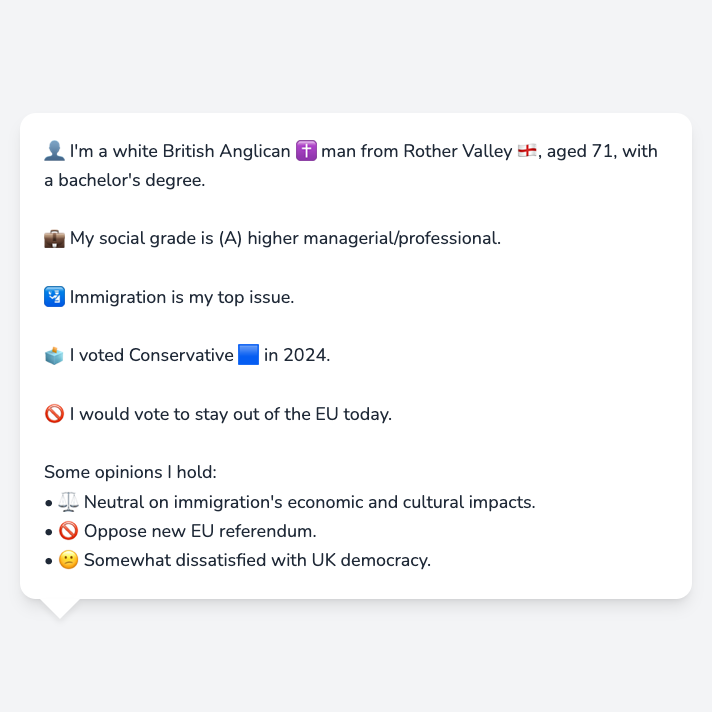 👤 I'm a white British Anglican ✝️ man from Rother Valley 🏴󠁧󠁢󠁥󠁮󠁧󠁿, aged 71, with
a bachelor's degree.
💼 My social grade is (A) higher managerial/professional.
🛂 Immigration is my top issue.
🗳️ I voted Conservative 🟦 in 2024.
🚫 I would vote to stay out of the EU today.
Some opinions I hold:
• ⚖️ Neutral on immigration's economic and cultural impacts.
• 🚫 Oppose new EU referendum.
• 😕 Somewhat dissatisfied with UK democracy.